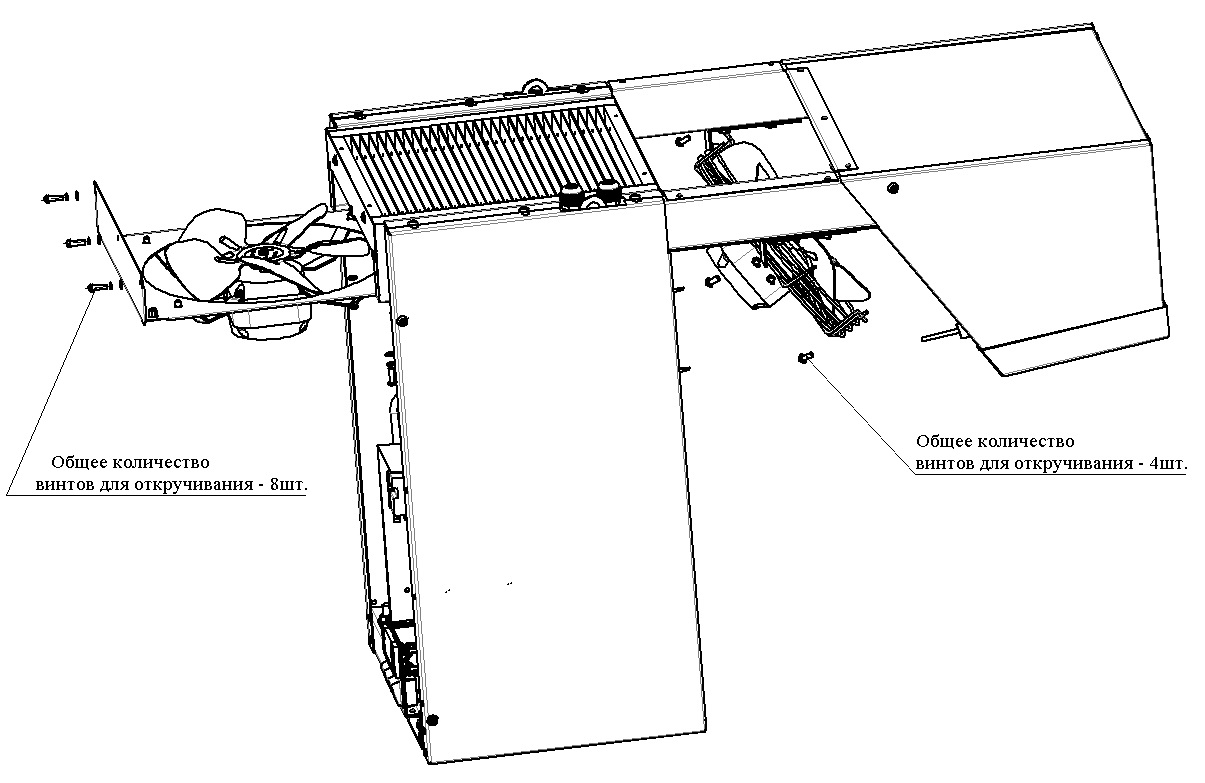 Общее количество
винтов для откручивания - 8шт.
Общее количество
винтов для откручивания - 4шт.